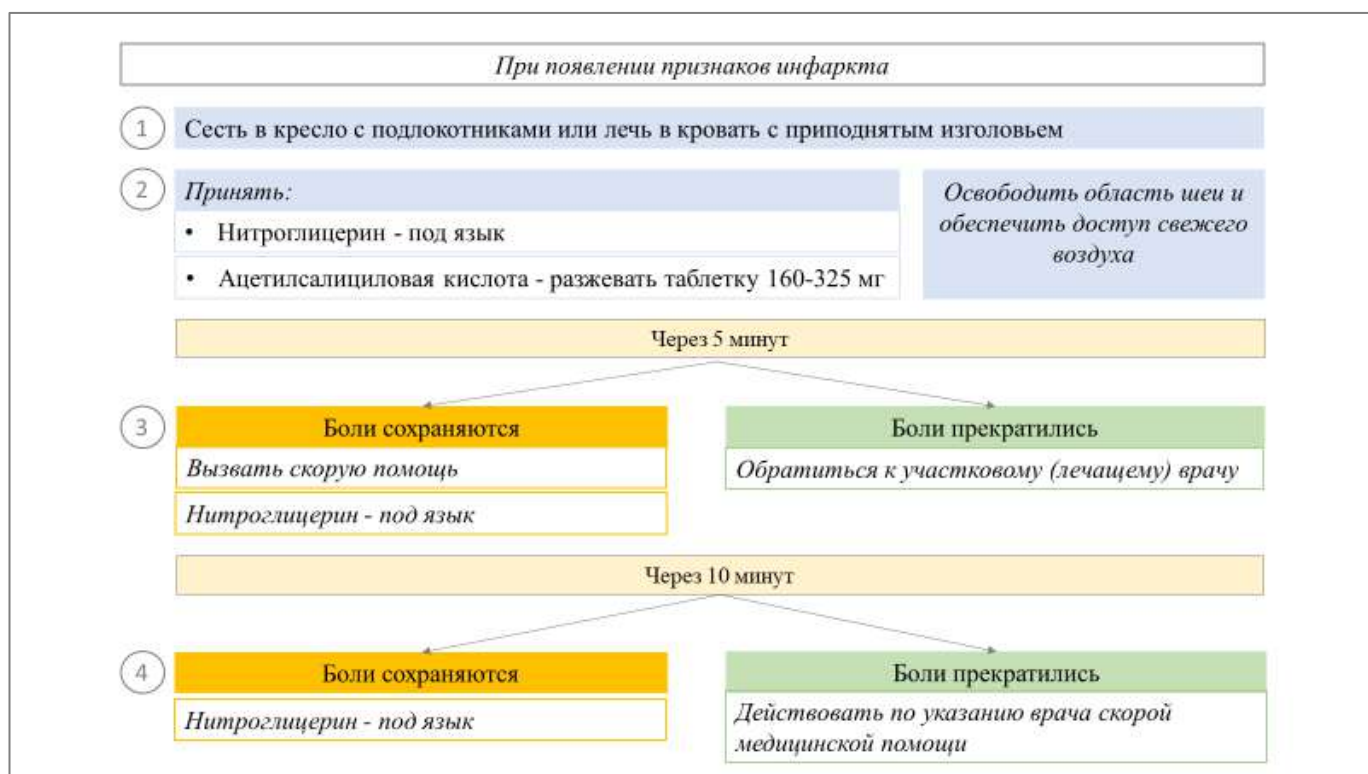 При появлении признаков инфаркта
1
Сесть в кресло с подлокотниками или лечь в кровать с приподнятым изголовьем
2
Принять:
• Нитроглицерин - под язык
• Ацетилсалициловая кислота - разжевать таблетку 160-325 мг
Освободить область шеи и
обеспечить доступ свежего
воздуха
Через 5 минут
3
Боли сохраняются
Вызвать скорую помощь
Нитроглицерин - под язык
Боли прекратились
Обратиться к участковому (лечащему) врачу
Через 10 минут
4
Боли сохраняются
Нитроглицерин - под язык
Боли прекратились
Действовать по указанию врача скорой
медицинской помощи